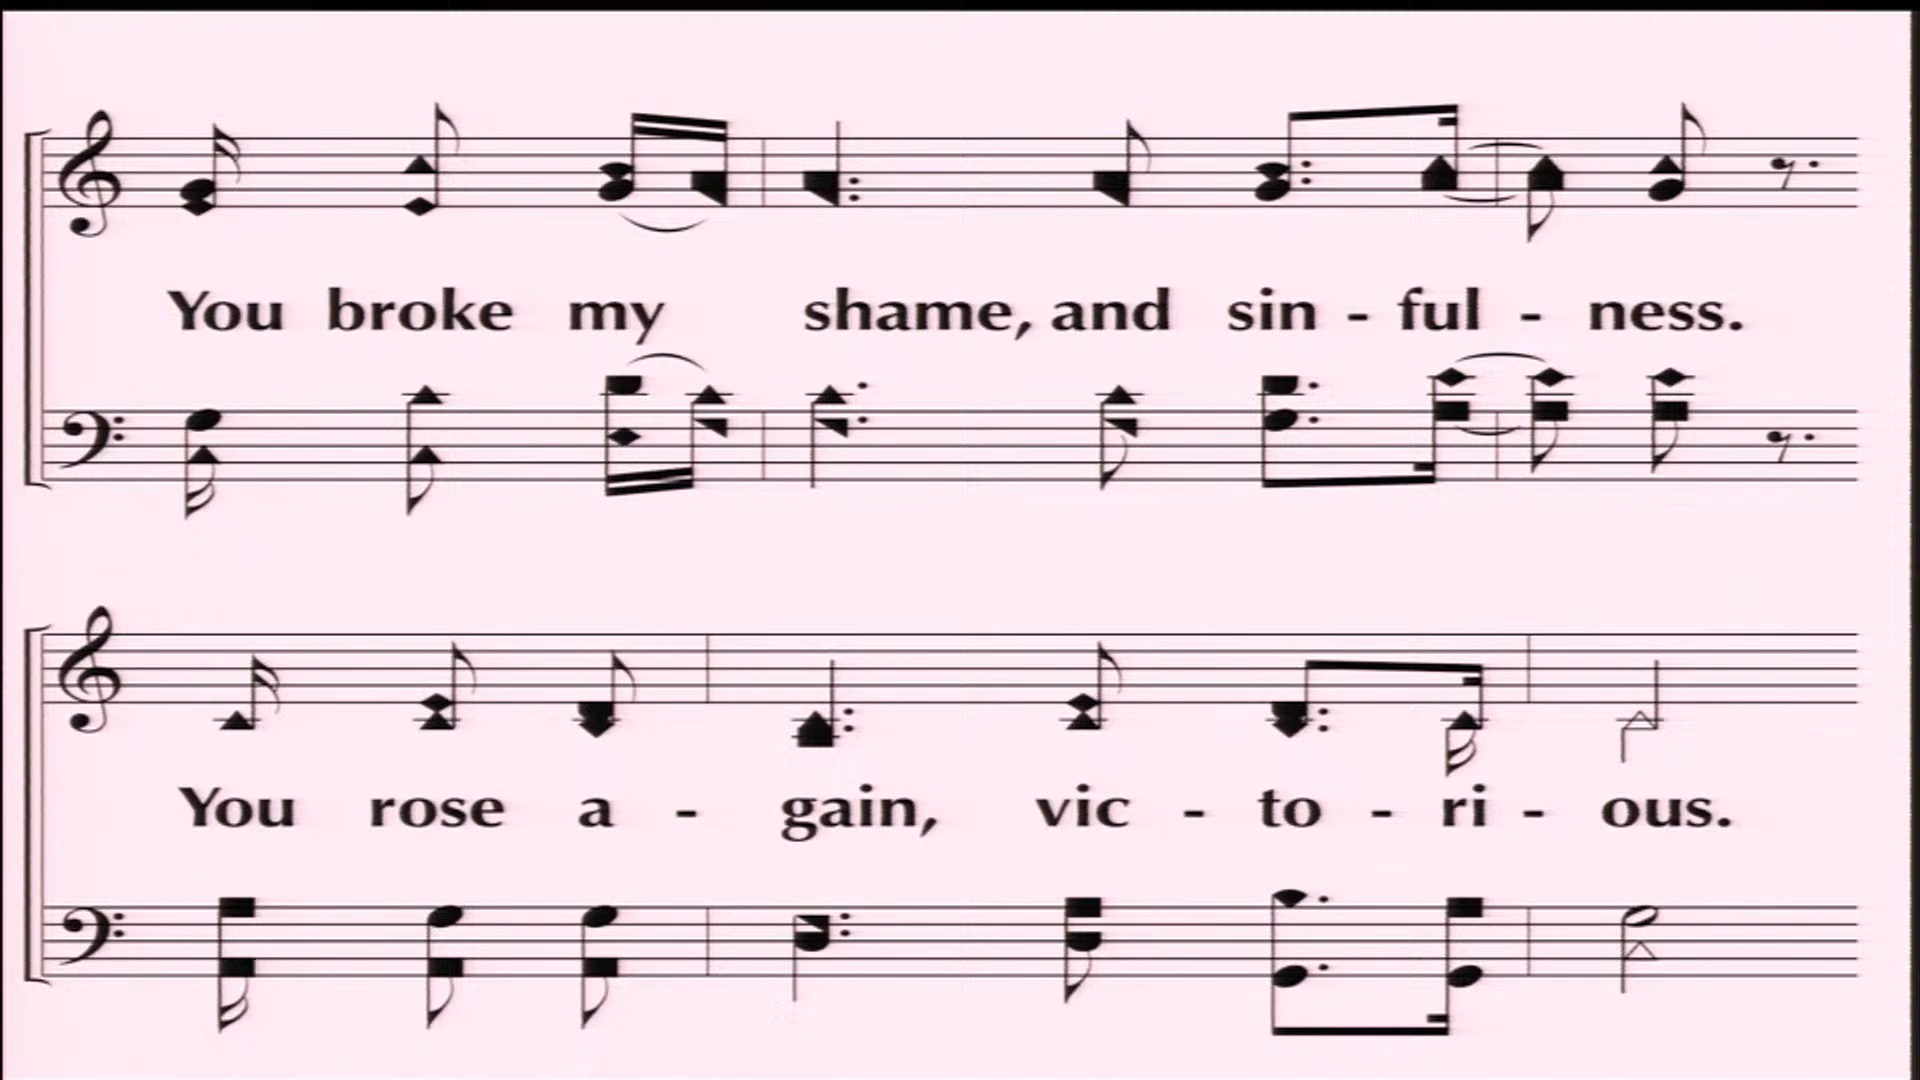 You broke my shame, and sin - ful - ness.
You rose a - gain, vic - to - ri - ous.